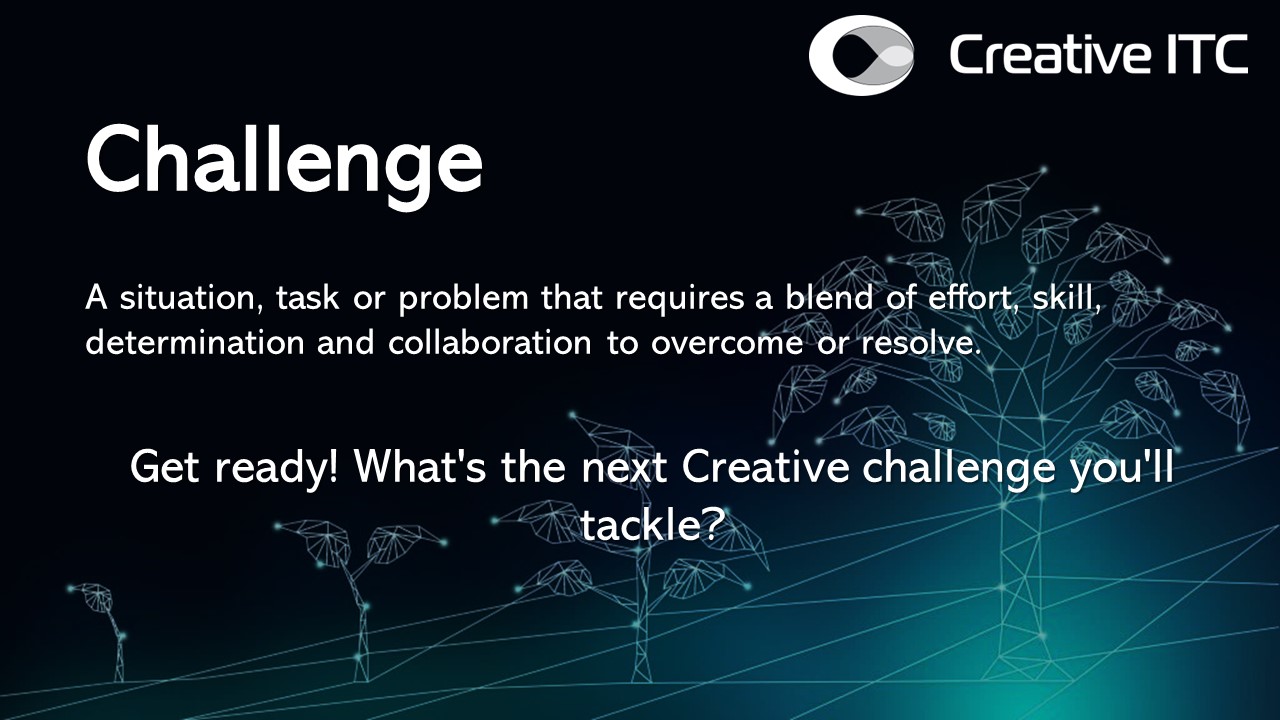 Creative ITC
Challenge
A situation, task or problem that requires a blend of effort, skill,
determination and collaboration to overcome or resolve.
Get ready! What's the next Creative challenge you'll
tackle?